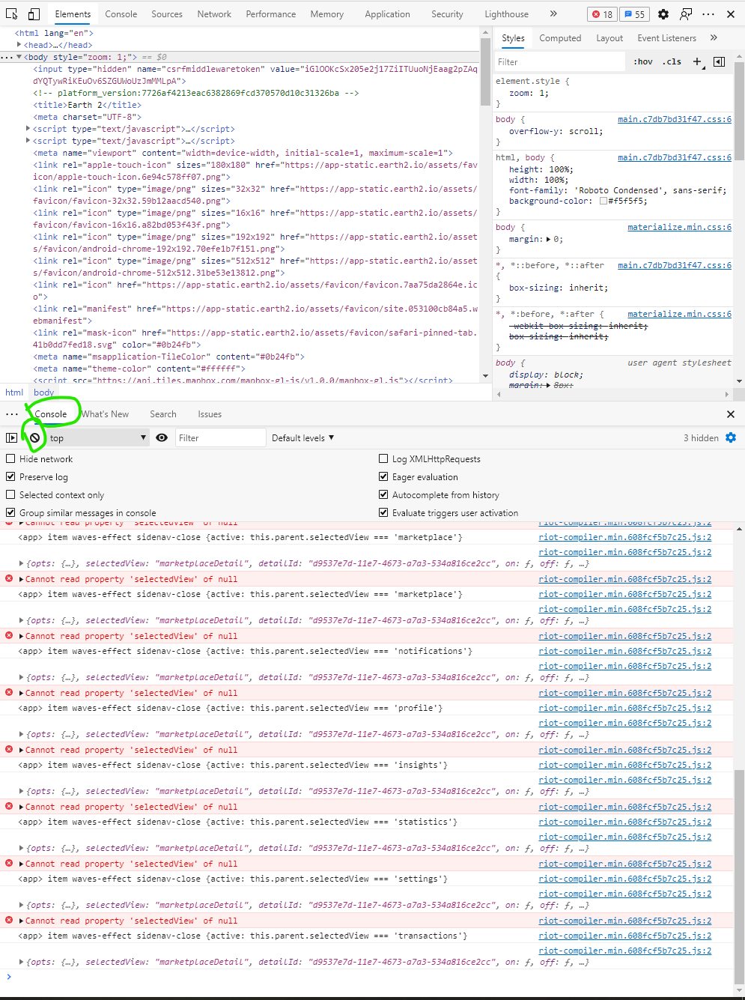 Elements Console Sources Network Performance Memory Application Security Lighthouse » 18 55
<html lang="en">
<head>…</head>
<body style="zoom: 1;"> == $0
<input type="hidden" name="csrfmiddlewaretoken" value="iGlOOKcSx205e2j17ZiITUuoNjEaag2pZAq
dYQTywRiKEuOv6SZGUWoUzJmMMLpA">
<!-- platform_version:7726af4213eac6382869fcd370570d10c31326ba -->
<title>Earth 2</title>
<meta charset="UTF-8">
<script type="text/javascript">…</script>
<script type="text/javascript">…</script>
<meta name="viewport" content="width=device-width, initial-scale=1, maximum-scale=1">
<link rel="apple-touch-icon" sizes="180x180" href="https://app-static.earth2.io/assets/fav
icon/apple-touch-icon.6e94c578ff07.png">
<link rel="icon" type="image/png" sizes="32x32" href="https://app-static.earth2.io/assets/
favicon/favicon-32x32.59b12aacd540.png">
<link rel="icon" type="image/png" sizes="16x16" href="https://app-static.earth2.io/assets/
favicon/favicon-16x16.a82bd053f43f.png">
<link rel="icon" type="image/png" sizes="192x192" href="https://app-static.earth2.io/asset
s/favicon/android-chrome-192x192.70efe1b7f151.png">
<link rel="icon" type="image/png" sizes="512x512" href="https://app-static.earth2.io/asset
s/favicon/android-chrome-512x512.31be53e13812.png">
<link rel="icon" href="https://app-static.earth2.io/assets/favicon/favicon.7aa75da2864e.ic
o">
<link rel="manifest" href="https://app-static.earth2.io/assets/favicon/site.053100cb84a5.w
ebmanifest">
<link rel="mask-icon" href="https://app-static.earth2.io/assets/favicon/safari-pinned-tab.
41b0dd7fed18.svg" color="#0b24fb">
<meta name="msapplication-TileColor" content="#0b24fb">
<meta name="theme-color" content="#ffffff">
<script src="https://api.tiles.mapbox.com/mapbox-gl-js/v1.0.0/mapbox-gl.js"></script>
html body
Styles Computed Layout Event Listeners »
Filter :hov .cls +
element.style {
zoom: 1;
}
body { main.c7db7bd31f47.css:6
overflow-y: scroll;
}
html, body { main.c7db7bd31f47.css:6
height: 100%;
width: 100%;
font-family: 'Roboto Condensed', sans-serif;
background-color: #f5f5f5;
}
body { materialize.min.css:6
margin: 0;
}
*, *::before, *::after main.c7db7bd31f47.css:6
{
box-sizing: inherit;
}
*, *:before, *:after { materialize.min.css:6
-webkit-box-sizing: inherit;
box-sizing: inherit;
}
body { user agent stylesheet
display: block;
margin: 8px;
Console What's New Search Issues
top Filter Default levels 3 hidden
Hide network Log XMLHttpRequests
Preserve log Eager evaluation
Selected context only Autocomplete from history
Group similar messages in console Evaluate triggers user activation
Cannot read property 'selectedView' of null riot-compiler.min.608fcf5b7c25.js:2
<app> item waves-effect sidenav-close {active: this.parent.selectedView === 'marketplace'} riot-compiler.min.608fcf5b7c25.js:2
riot-compiler.min.608fcf5b7c25.js:2
{opts: {…}, selectedView: "marketplaceDetail", detailId: "d9537e7d-11e7-4673-a7a3-534a816ce2cc", on: ƒ, off: ƒ, …}
Cannot read property 'selectedView' of null riot-compiler.min.608fcf5b7c25.js:2
<app> item waves-effect sidenav-close {active: this.parent.selectedView === 'marketplace'} riot-compiler.min.608fcf5b7c25.js:2
riot-compiler.min.608fcf5b7c25.js:2
{opts: {…}, selectedView: "marketplaceDetail", detailId: "d9537e7d-11e7-4673-a7a3-534a816ce2cc", on: ƒ, off: ƒ, …}
Cannot read property 'selectedView' of null riot-compiler.min.608fcf5b7c25.js:2
<app> item waves-effect sidenav-close {active: this.parent.selectedView === 'notifications'} riot-compiler.min.608fcf5b7c25.js:2
riot-compiler.min.608fcf5b7c25.js:2
{opts: {…}, selectedView: "marketplaceDetail", detailId: "d9537e7d-11e7-4673-a7a3-534a816ce2cc", on: ƒ, off: ƒ, …}
Cannot read property 'selectedView' of null riot-compiler.min.608fcf5b7c25.js:2
<app> item waves-effect sidenav-close {active: this.parent.selectedView === 'profile'} riot-compiler.min.608fcf5b7c25.js:2
riot-compiler.min.608fcf5b7c25.js:2
{opts: {…}, selectedView: "marketplaceDetail", detailId: "d9537e7d-11e7-4673-a7a3-534a816ce2cc", on: ƒ, off: ƒ, …}
Cannot read property 'selectedView' of null riot-compiler.min.608fcf5b7c25.js:2
<app> item waves-effect sidenav-close {active: this.parent.selectedView === 'insights'} riot-compiler.min.608fcf5b7c25.js:2
riot-compiler.min.608fcf5b7c25.js:2
{opts: {…}, selectedView: "marketplaceDetail", detailId: "d9537e7d-11e7-4673-a7a3-534a816ce2cc", on: ƒ, off: ƒ, …}
Cannot read property 'selectedView' of null riot-compiler.min.608fcf5b7c25.js:2
<app> item waves-effect sidenav-close {active: this.parent.selectedView === 'statistics'} riot-compiler.min.608fcf5b7c25.js:2
riot-compiler.min.608fcf5b7c25.js:2
{opts: {…}, selectedView: "marketplaceDetail", detailId: "d9537e7d-11e7-4673-a7a3-534a816ce2cc", on: ƒ, off: ƒ, …}
Cannot read property 'selectedView' of null riot-compiler.min.608fcf5b7c25.js:2
<app> item waves-effect sidenav-close {active: this.parent.selectedView === 'settings'} riot-compiler.min.608fcf5b7c25.js:2
riot-compiler.min.608fcf5b7c25.js:2
{opts: {…}, selectedView: "marketplaceDetail", detailId: "d9537e7d-11e7-4673-a7a3-534a816ce2cc", on: ƒ, off: ƒ, …}
Cannot read property 'selectedView' of null riot-compiler.min.608fcf5b7c25.js:2
<app> item waves-effect sidenav-close {active: this.parent.selectedView === 'transactions'} riot-compiler.min.608fcf5b7c25.js:2
riot-compiler.min.608fcf5b7c25.js:2
{opts: {…}, selectedView: "marketplaceDetail", detailId: "d9537e7d-11e7-4673-a7a3-534a816ce2cc", on: ƒ, off: ƒ, …}